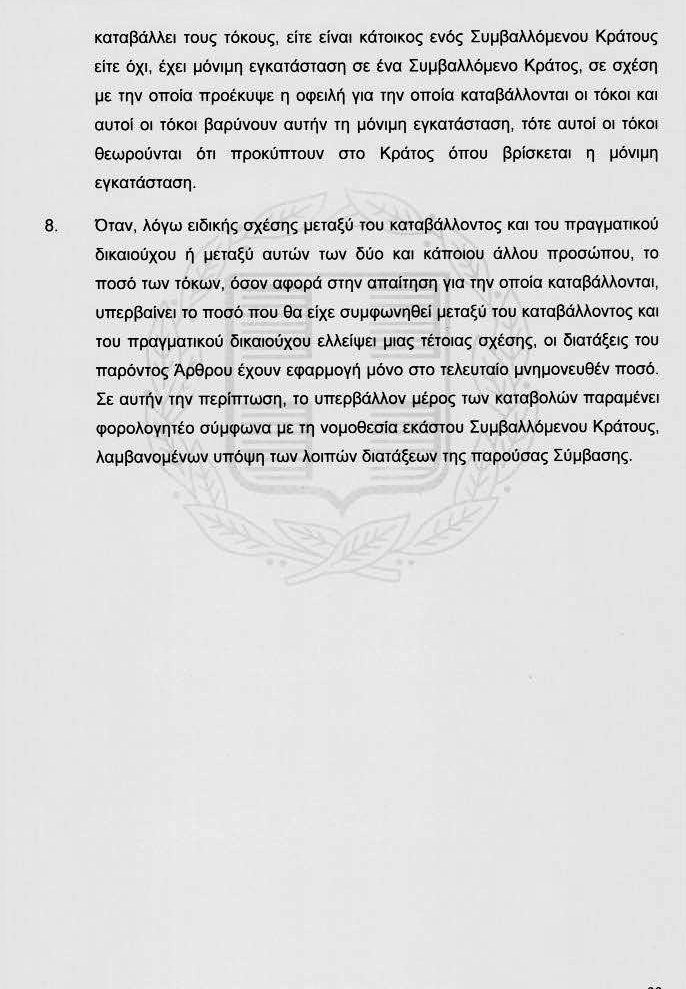 καταβάλλει τους τόκους, είτε είναι κάτοικος ενός Συμβαλλόμενου Κράτους
είτε όχι, έχει μόνιμη εγκατάσταση σε ένα Συμβαλλόμενο Κράτος, σε σχέση
με την οποία προέκυψε η οφειλή για την οποία καταβάλλονται οι τόκοι και
αυτοί οι τόκοι βαρύνουν αυτήν τη μόνιμη εγκατάσταση, τότε αυτοί οι τόκοι
θεωρούνται ότι προκύπτουν στο Κράτος όπου βρίσκεται η μόνιμη
εγκατάσταση.
8. Όταν, λόγω ειδικής σχέσης μεταξύ του καταβάλλοντος και του πραγματικού
δικαιούχου ή μεταξύ αυτών των δύο και κάποιου άλλου προσώπου, το
ποσό των τόκων, όσον αφορά στην απαίτηση για την οποία καταβάλλονται,
υπερβαίνει το ποσό που θα είχε συμφωνηθεί μεταξύ του καταβάλλοντος και
του πραγματικού δικαιούχου ελλείψει μιας τέτοιας σχέσης, οι διατάξεις του
παρόντος Άρθρου έχουν εφαρμογή μόνο στο τελευταίο μνημονευθέν ποσό.
Σε αυτήν την περίπτωση, το υπερβάλλον μέρος των καταβολών παραμένει
φορολογητέο σύμφωνα με τη νομοθεσία εκάστου Συμβαλλόμενου Κράτους,
λαμβανομένων υπόψη των λοιπών διατάξεων της παρούσας Σύμβασης.